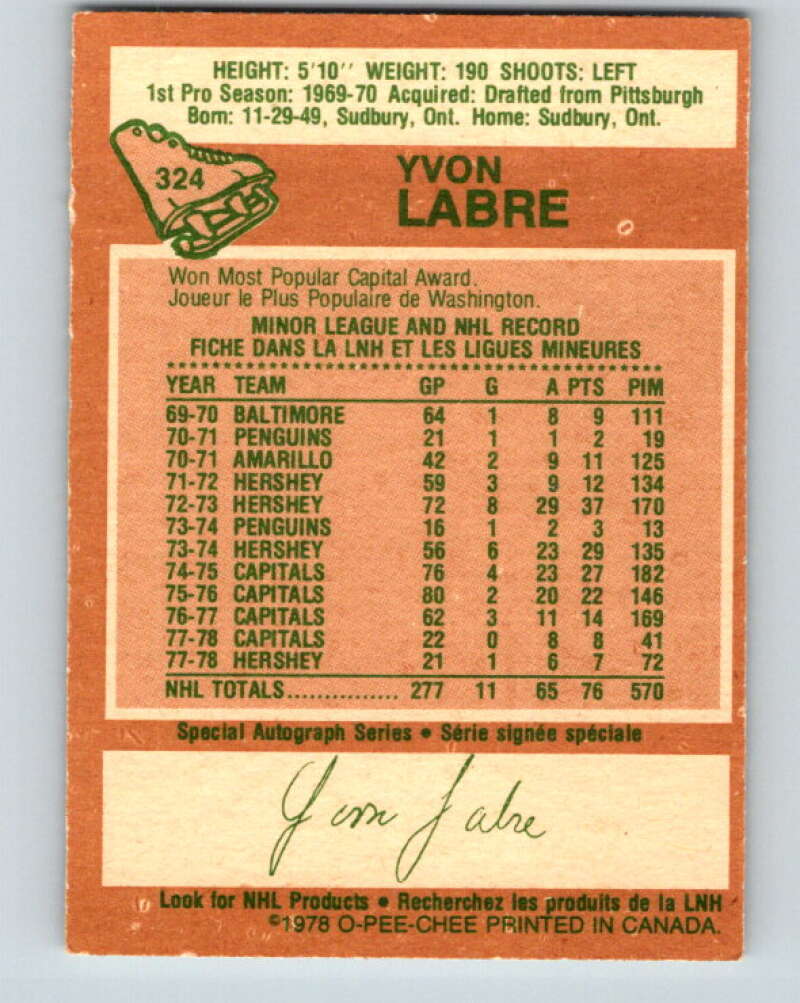 HEIGHT: 5'10'' WEIGHT: 190 SHOOTS: LEFT
1st Pro Season: 1969-70 Acquired: Drafted from Pittsburgh
Born: 11-29-49, Sudbury, Ont. Home: Sudbury, Ont.
324
YVON
LABRE
Won Most Popular Capital Award.
Joueur le Plus Populaire de Washington.
MINOR LEAGUE AND NHL RECORD
FICHE DANS LA LNH ET LES LIGUES MINEURES
YEAR TEAM GP G A PTS PIM
69-70 BALTIMORE 64 1 8 9 111
70-71 PENGUINS 21 1 1 2 19
70-71 AMARILLO 42 2 9 11 125
71-72 HERSHEY 59 3 9 12 134
72-73 HERSHEY 72 8 29 37 170
73-74 PENGUINS 16 1 2 3 13
73-74 HERSHEY 56 6 23 29 135
74-75 CAPITALS 76 4 23 27 182
75-76 CAPITALS 80 2 20 22 146
76-77 CAPITALS 62 3 11 14 169
77-78 CAPITALS 22 0 8 8 41
77-78 HERSHEY 21 1 6 7 72
NHL TOTALS............... 277 11 65 76 570
Special Autograph Series • Série signée spéciale
Yvon Labre
Look for NHL Products • Recherchez les produits de la LNH
©1978 O-PEE-CHEE PRINTED IN CANADA.